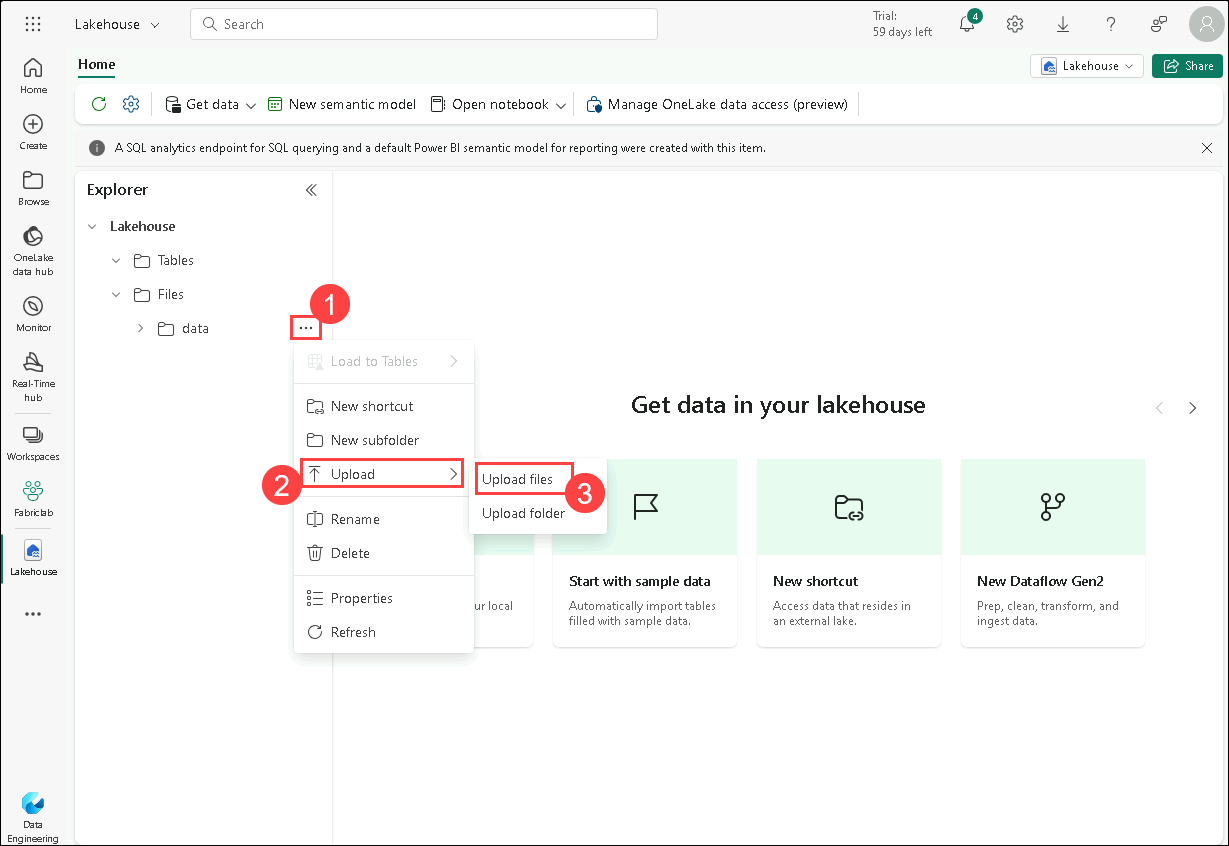 Lakehouse
Search
Trial:
59 days left
4
Home
Lakehouse
Share
Get data
New semantic model
Open notebook
Manage OneLake data access (preview)
A SQL analytics endpoint for SQL querying and a default Power BI semantic model for reporting were created with this item.
Home
Create
Browse
OneLake
data hub
Monitor
Real-Time
hub
Workspaces
Fabriclab
Lakehouse
Data
Engineering
Explorer
Lakehouse
Tables
Files
data
1
Load to Tables
New shortcut
New subfolder
2
Upload
Rename
Delete
Properties
Refresh
Upload files
3
Upload folder
Get data in your lakehouse
ur local
Start with sample data
Automatically import tables
filled with sample data.
New shortcut
Access data that resides in
an external lake.
New Dataflow Gen2
Prep, clean, transform, and
ingest data.